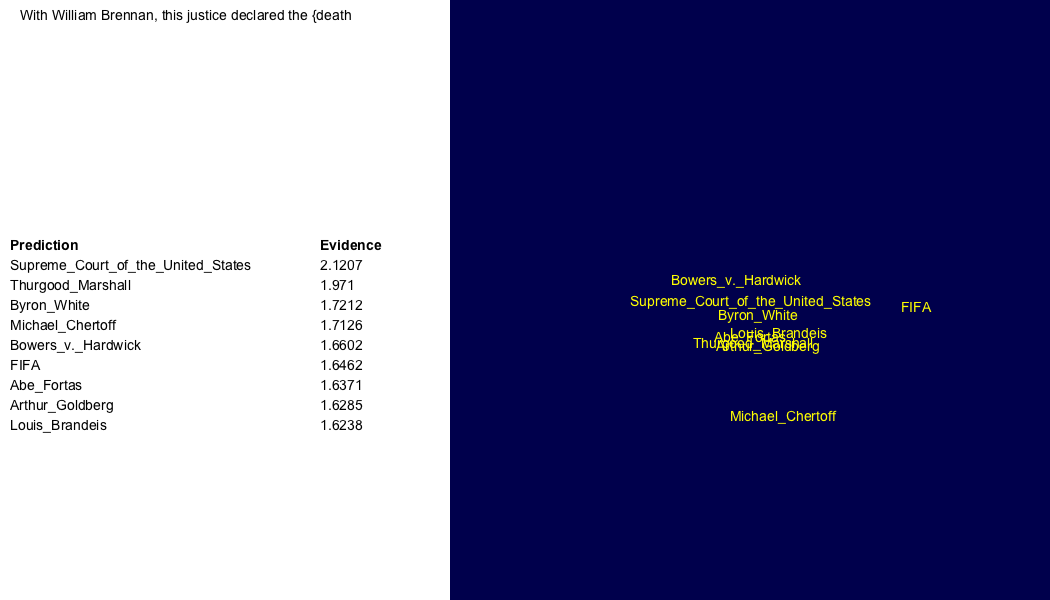 With William Brennan, this justice declared the {death
Prediction Evidence
Supreme_Court_of_the_United_States 2.1207
Thurgood_Marshall 1.971
Byron_White 1.7212
Michael_Chertoff 1.7126
Bowers_v._Hardwick 1.6602
FIFA 1.6462
Abe_Fortas 1.6371
Arthur_Goldberg 1.6285
Louis_Brandeis 1.6238
Bowers_v._Hardwick
Supreme_Court_of_the_United_States
FIFA
Byron_White
Louis_Brandeis
Abe_Fortas
Thurgood_Marshall
Arthur_Goldberg
Michael_Chertoff